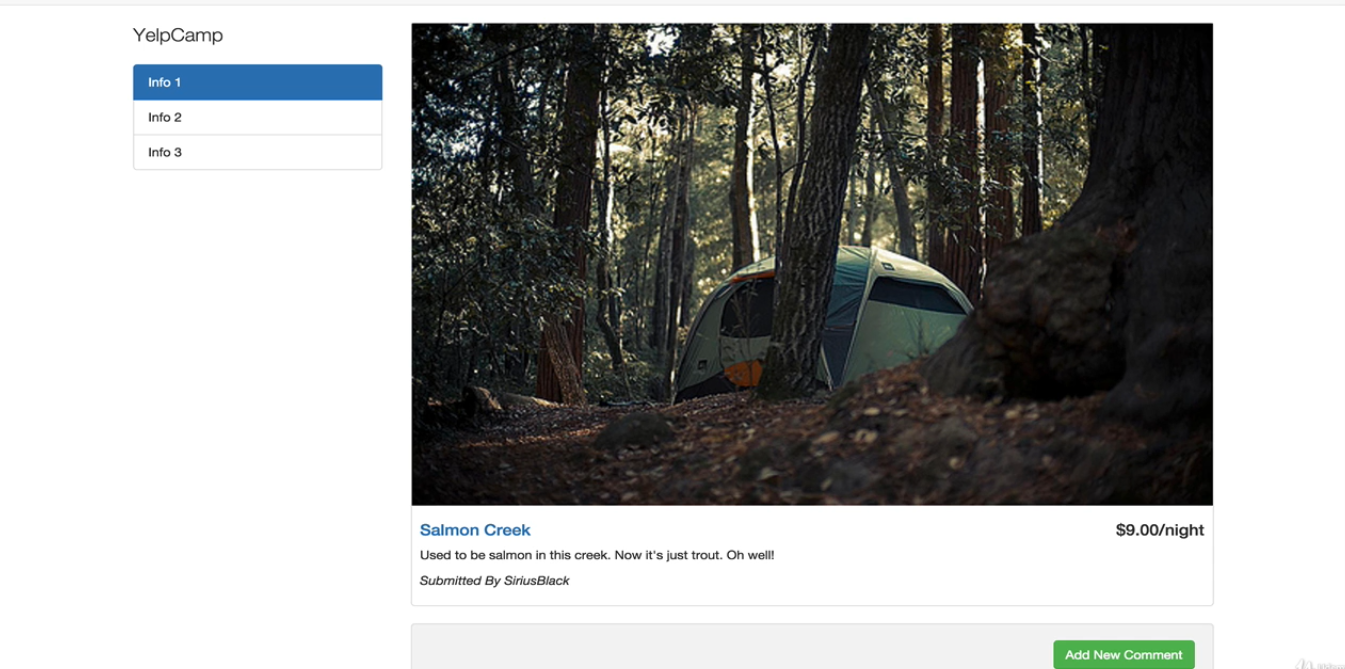 YelpCamp
Info 1
Info 2
Info 3
Salmon Creek
$9.00/night
Used to be salmon in this creek. Now it's just trout. Oh well!
Submitted By SiriusBlack
Add New Comment